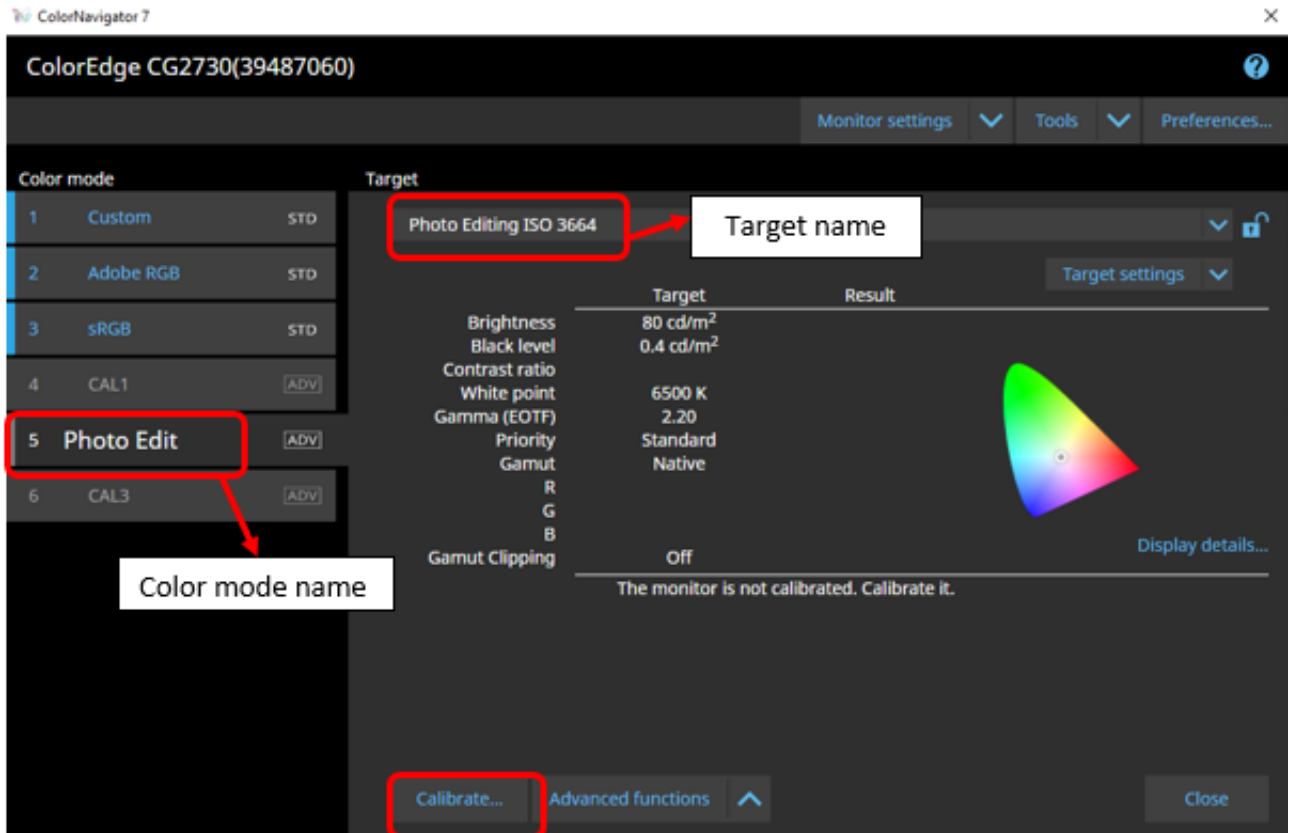 ColorNavigator 7
ColorEdge CG2730(39487060)
Monitor settings Tools Preferences...
Color mode Target
1 Custom STD
Photo Editing ISO 3664
Target name
2 Adobe RGB STD
Target settings
Target Result
3 sRGB STD
Brightness 80 cd/m²
Black level 0.4 cd/m²
Contrast ratio
4 CAL1 ADV
White point 6500 K
Gamma (EOTF) 2.20
5 Photo Edit ADV
Priority Standard
Gamut Native
6 CAL3 ADV
R
G
B
Gamut Clipping Off
Display details...
Color mode name
The monitor is not calibrated. Calibrate it.
Calibrate... Advanced functions Close